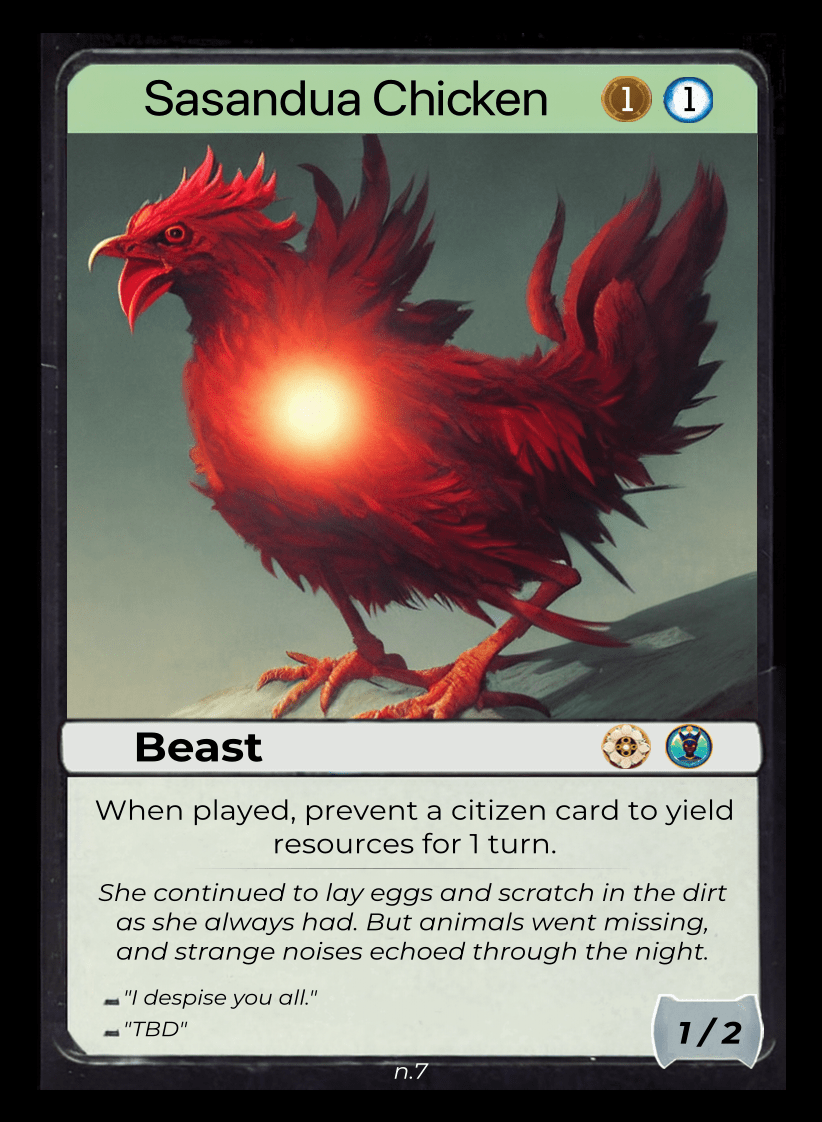 Sasandua Chicken 1 1
Beast
When played, prevent a citizen card to yield
resources for 1 turn.
She continued to lay eggs and scratch in the dirt
as she always had. But animals went missing,
and strange noises echoed through the night.
"I despise you all."
"TBD"
1 / 2
n.7